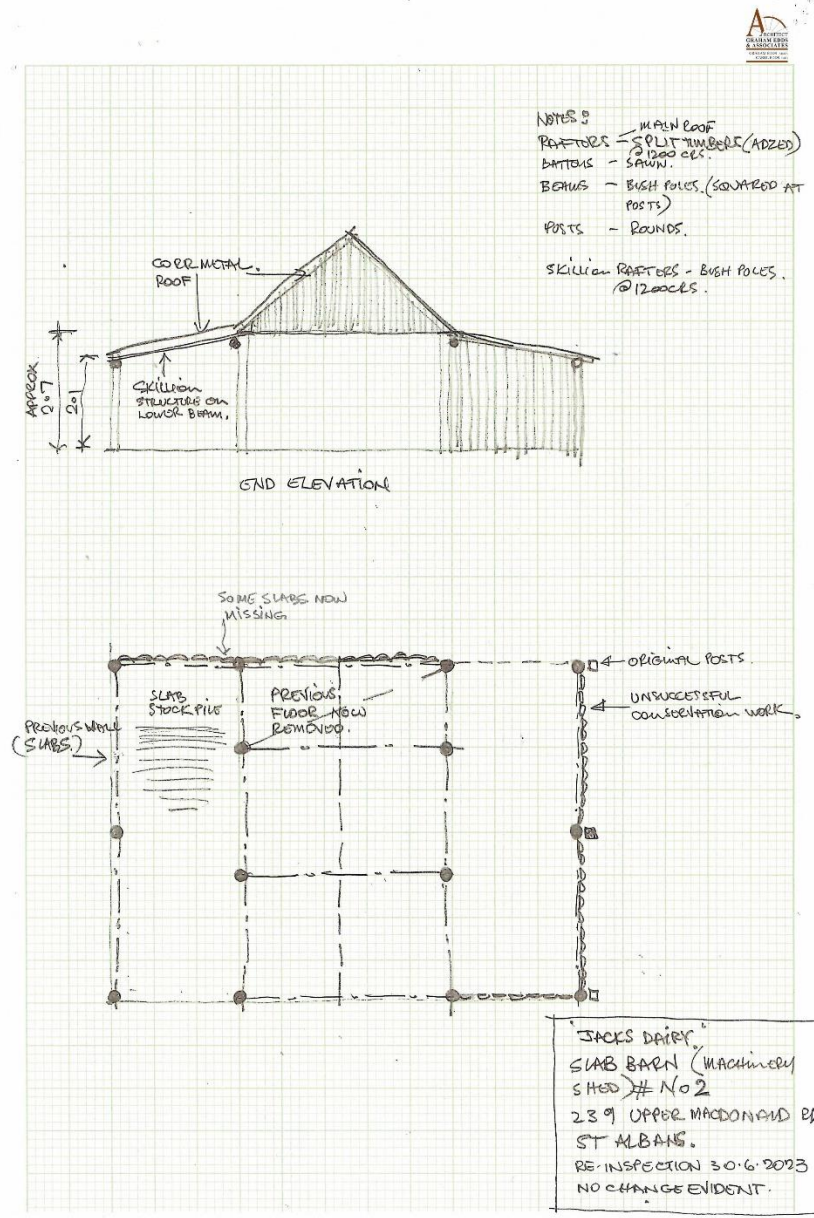 ARCHITECT
GRAHAM EDDS
& ASSOCIATES
NOTES:
MAIN ROOF
RAFTERS - SPLIT TIMBERS (ADZED)
@ 1200 CRS.
BATTENS - SAWN.
BEAMS - BUSH POLES. (SQUARED AT
POSTS)
POSTS - ROUNDS.
SKILLION RAFTERS - BUSH POLES.
@ 1200 CRS.
CORR METAL.
ROOF
APPROX
2.7
2.1
SKILLION
STRUCTURE ON
LOWER BEAM.
END ELEVATION
SOME SLABS NOW
MISSING
ORIGINAL POSTS.
SLAB
STOCKPILE
PREVIOUS
FLOOR NOW
REMOVED.
UNSUCCESSFUL
CONSERVATION WORK.
PREVIOUS WALL
(SLABS.)
"JACKS DAIRY."
SLAB BARN (MACHINERY
SHED) # No 2
239 UPPER MACDONALD RD
ST ALBANS.
RE-INSPECTION 30.6.2023
NO CHANGE EVIDENT.